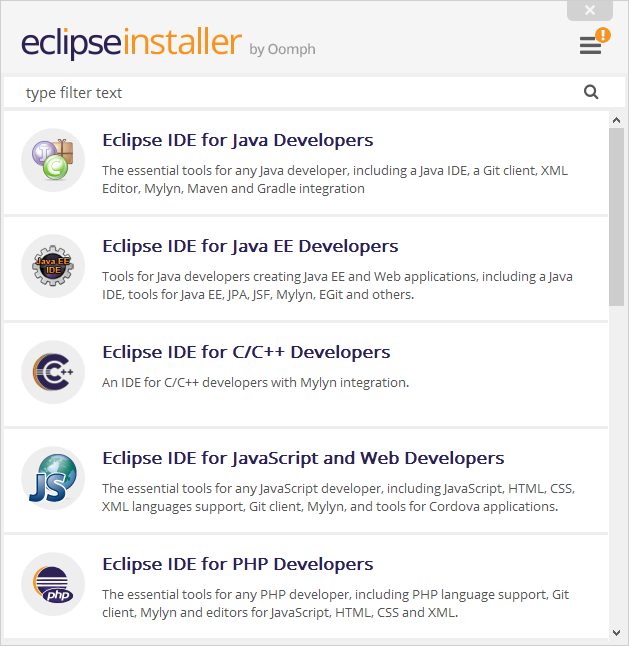 eclipseinstaller by Oomph
!
type filter text
Eclipse IDE for Java Developers
The essential tools for any Java developer, including a Java IDE, a Git client, XML
Editor, Mylyn, Maven and Gradle integration
J
C
Eclipse IDE for Java EE Developers
Java EE
IDE
Tools for Java developers creating Java EE and Web applications, including a Java
IDE, tools for Java EE, JPA, JSF, Mylyn, EGit and others.
Eclipse IDE for C/C++ Developers
C++
An IDE for C/C++ developers with Mylyn integration.
Eclipse IDE for JavaScript and Web Developers
JS
The essential tools for any JavaScript developer, including JavaScript, HTML, CSS,
XML languages support, Git client, Mylyn, and tools for Cordova applications.
Eclipse IDE for PHP Developers
php
The essential tools for any PHP developer, including PHP language support, Git
client, Mylyn and editors for JavaScript, HTML, CSS and XML.